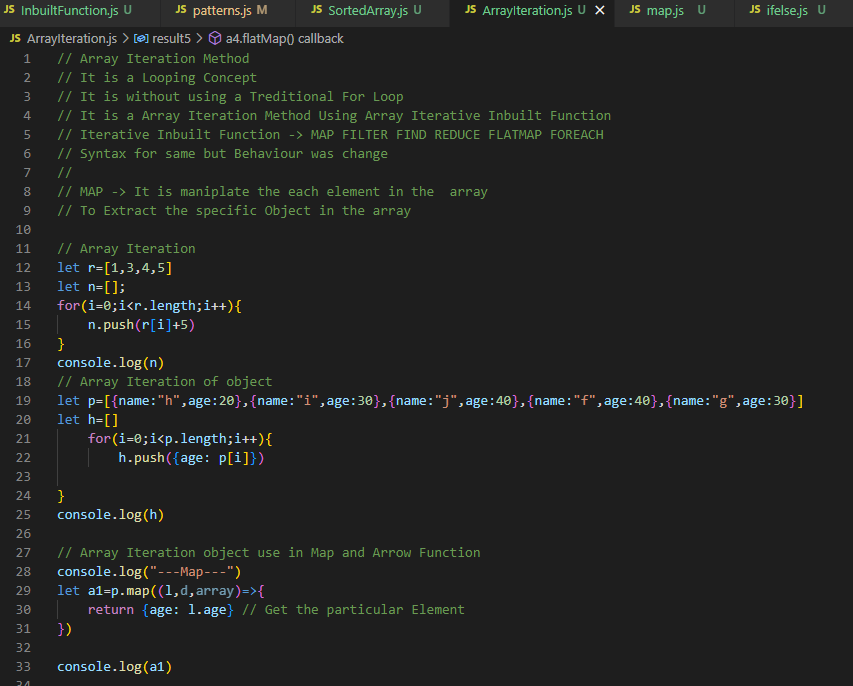 JS InbuiltFunction.js U JS patterns.js M JS SortedArray.js U JS ArrayIteration.js U × JS map.js U JS ifelse.js U
JS ArrayIteration.js > result5 > a4.flatMap() callback
1 // Array Iteration Method
2 // It is a Looping Concept
3 // It is without using a Treditional For Loop
4 // It is a Array Iteration Method Using Array Iterative Inbuilt Function
5 // Iterative Inbuilt Function -> MAP FILTER FIND REDUCE FLATMAP FOREACH
6 // Syntax for same but Behaviour was change
7 //
8 // MAP -> It is maniplate the each element in the  array
9 // To Extract the specific Object in the array
10
11 // Array Iteration
12 let r=[1,3,4,5]
13 let n=[];
14 for(i=0;i<r.length;i++){
15     n.push(r[i]+5)
16 }
17 console.log(n)
18 // Array Iteration of object
19 let p=[{name:"h",age:20},{name:"i",age:30},{name:"j",age:40},{name:"f",age:40},{name:"g",age:30}]
20 let h=[]
21     for(i=0;i<p.length;i++){
22         h.push({age: p[i]})
23
24 }
25 console.log(h)
26
27 // Array Iteration object use in Map and Arrow Function
28 console.log("---Map---")
29 let a1=p.map((l,d,array)=>{
30     return {age: l.age} // Get the particular Element
31 })
32
33 console.log(a1)
34